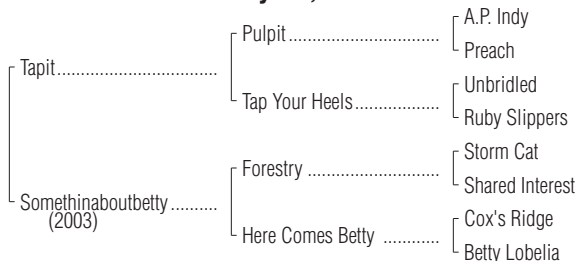 A.P. Indy
Pulpit
Preach
Tapit
Unbridled
Tap Your Heels
Ruby Slippers
Storm Cat
Forestry
Shared Interest
Somethinaboutbetty
(2003)
Cox's Ridge
Here Comes Betty
Betty Lobelia